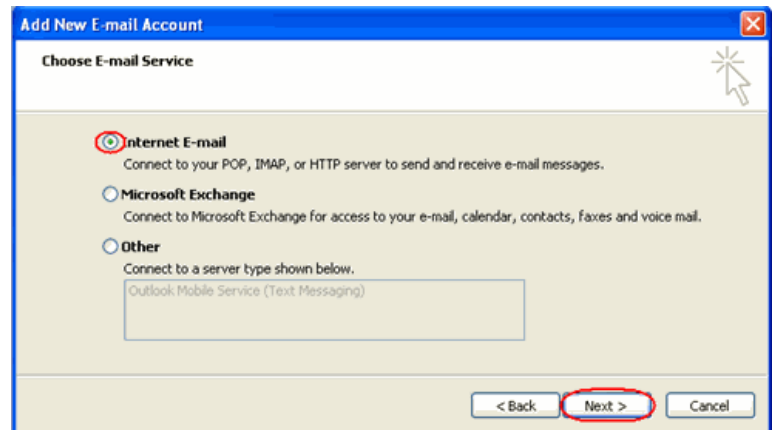 Add New E-mail Account
Choose E-mail Service
Internet E-mail
Connect to your POP, IMAP, or HTTP server to send and receive e-mail messages.
Microsoft Exchange
Connect to Microsoft Exchange for access to your e-mail, calendar, contacts, faxes and voice mail.
Other
Connect to a server type shown below.
Outlook Mobile Service (Text Messaging)
< Back Next > Cancel